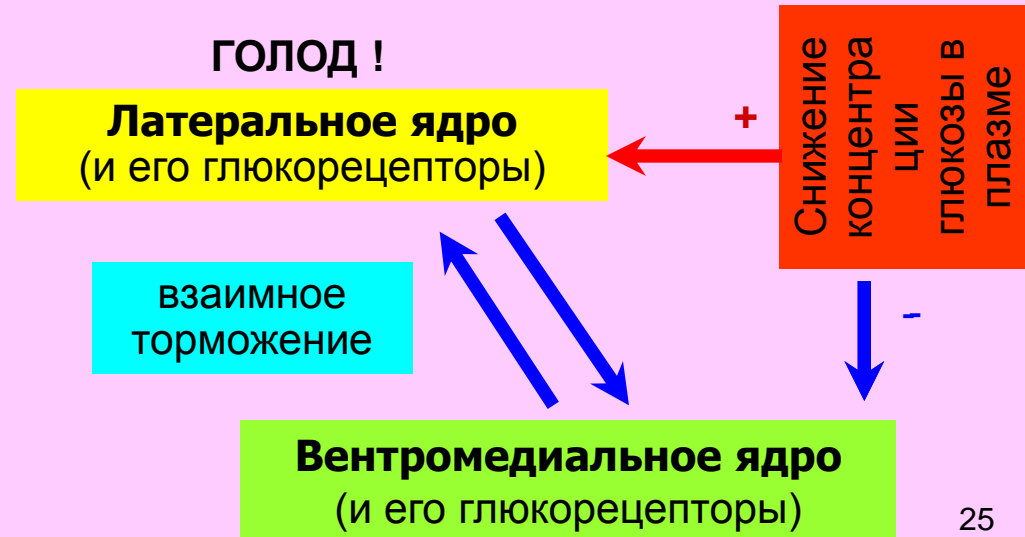 ГОЛОД !
Латеральное ядро
(и его глюкорецепторы)
+
Снижение
концентра
ции
глюкозы в
плазме
взаимное
торможение
-
Вентромедиальное ядро
(и его глюкорецепторы)
25